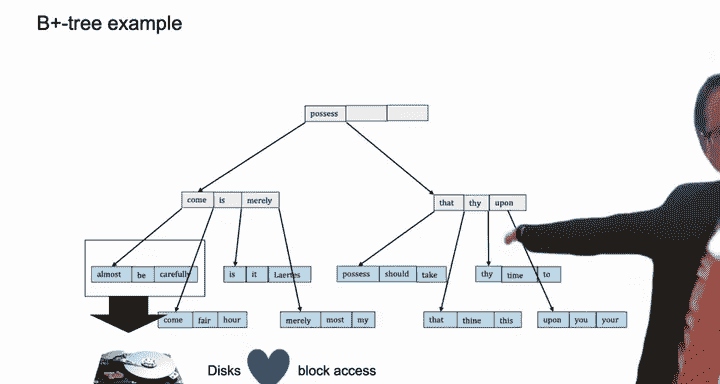 B+-tree example
possess
come is merely
that thy upon
almost be carefully
is it Laertes
possess should take
thy time to
come fair hour
merely most my
that thine this
upon you your
Disks block access